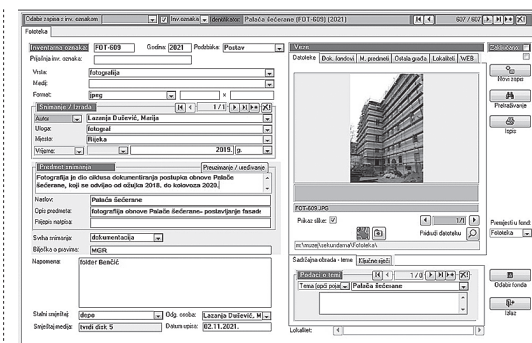 Odabir zapisa s inv. oznakom Inv.oznaka Identifikator: Palača šećerane (FOT-609) [2021] 607 / 607
Fototeka
Inventarna oznaka: FOT-609 Godina: 2021 Podzbirka: Postav
Prijašnja inv. oznaka:
Vrsta: fotografija
Medij:
Format: jpeg x
Snimanje / Izrada 1 / 1
Autor Lazanja Dušević, Marija
Uloga: fotograf
Mjesto: Rijeka
Vrijeme: 2019. g.
Predmet snimanja Preuzimanje / uređivanje
Fotografija je dio ciklusa dokumentiranja postupka obnove Palače
šećerane, koji se odvijao od ožujka 2018. do kolovoza 2020.
Naslov: Palača šećerane
Opis predmeta: fotografija obnove Palače šećerane- postavljanje fasade
Prijepis natpisa:
Svrha snimanja: dokumentacija
Bilješka o pravima: MGR
Napomena: folder Benčić
Stalni smještaj: depo Odg. osoba: Lazanja Dušević, M
Smještaj medija: tvrdi disk 5 Datum upisa: 02.11.2021.
Veze
Datoteke Dok. fondovi M. predmeti Ostala građa Lokaliteti WEB
FOT-609.JPG
Prikaz slike: 1/1
Pridruži datoteku
m:\muzej\sekundarna\Fototeka\
Sadržajna obrada - teme Ključne riječi
Podaci o temi 1 / 0
Tema (opći pojam) Palača šećerane
Lokalitet:
Zaključano:
Novi zapis
Pretraživanje
Ispis
Premjesti u fond:
Fototeka
Odabir fonda
Izlaz